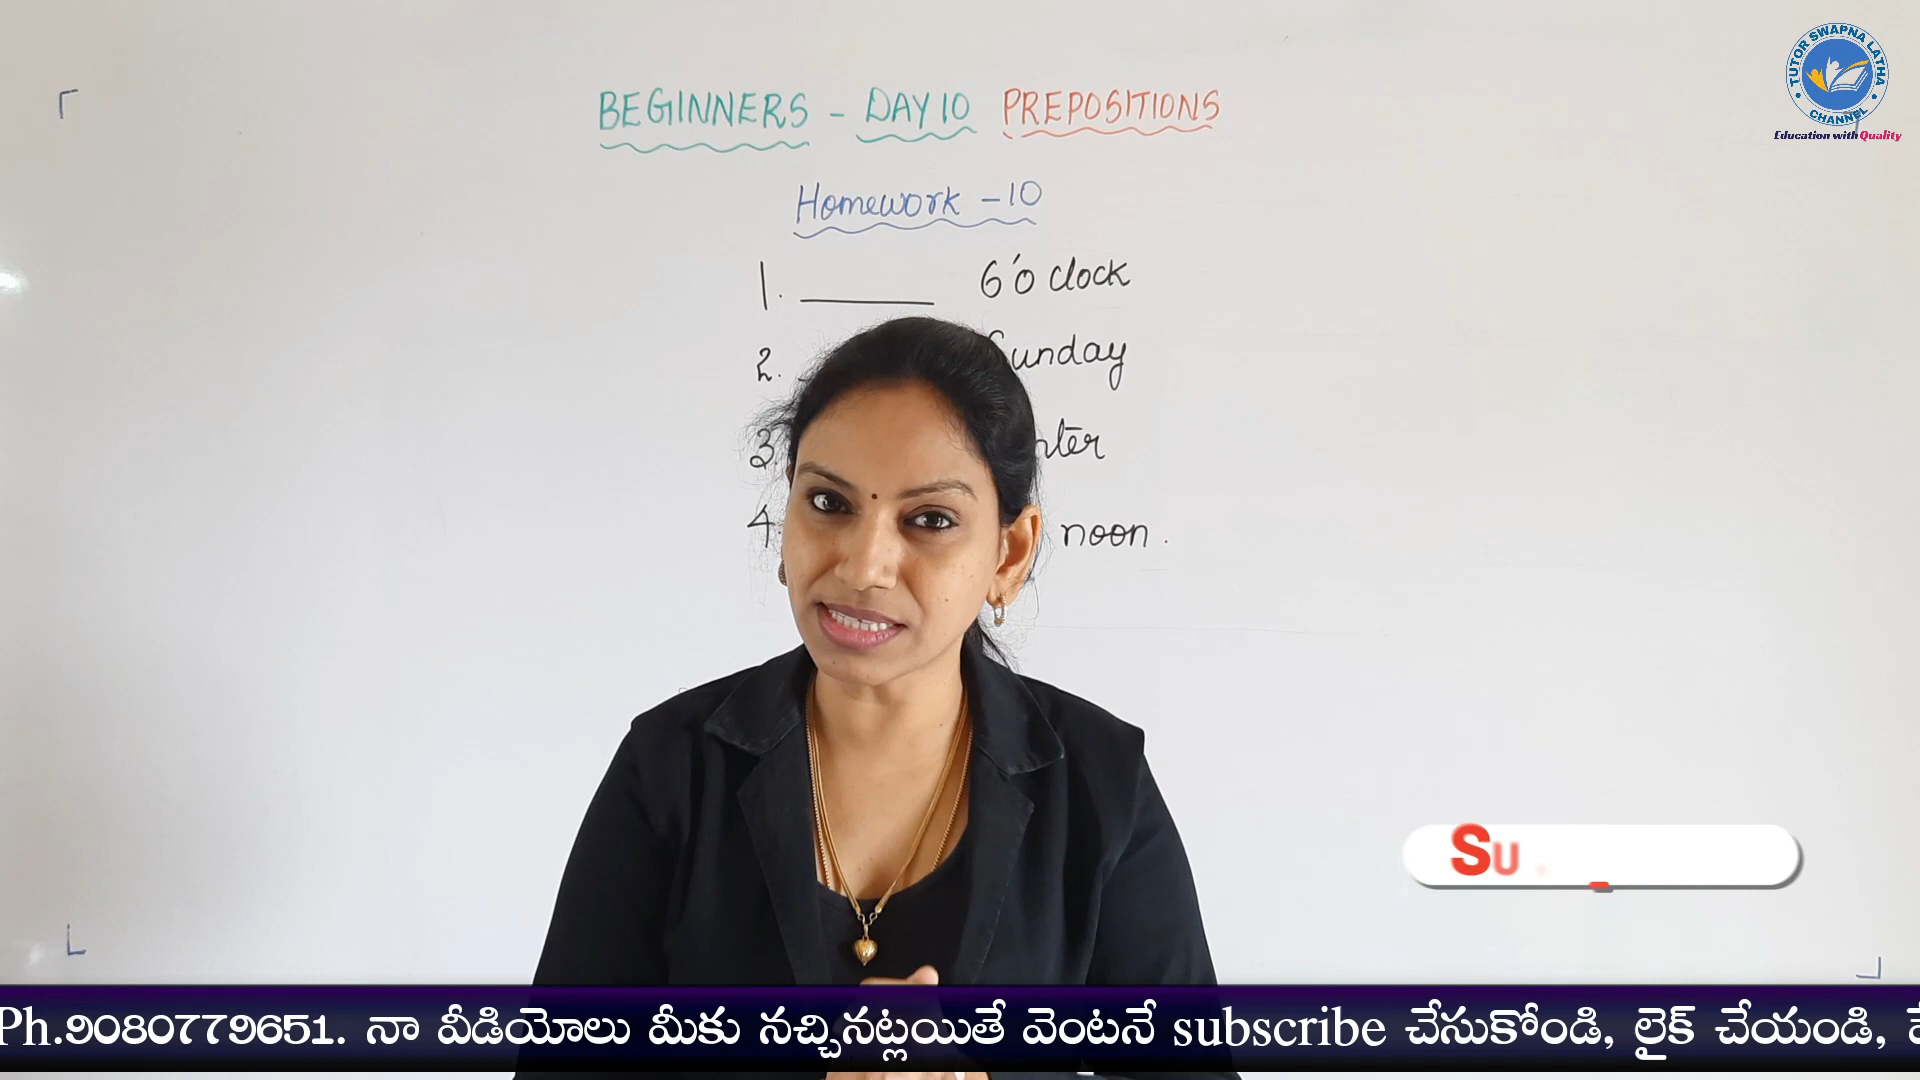 TUTOR SWAPNA LATHA
CHANNEL
Education with Quality
BEGINNERS - DAY 10 PREPOSITIONS
Homework - 10
1. ______ 6'o clock
2. Sunday
3.
4. noon.
Su
Ph.9080779651. నా వీడియోలు మీకు నచ్చినట్లయితే వెంటనే subscribe చేసుకోండి, లైక్ చేయండి,